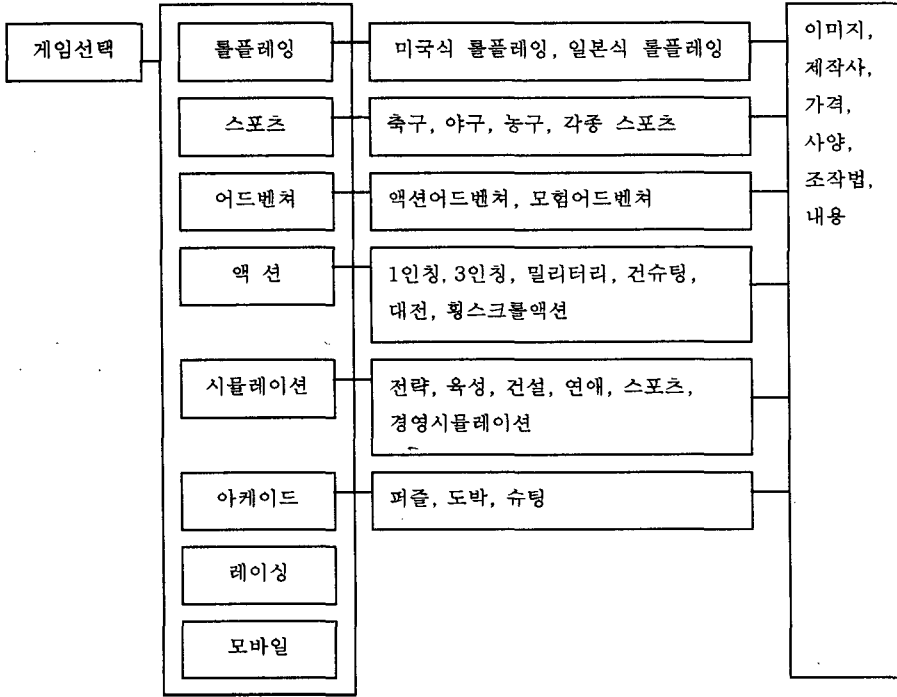 게임선택
롤플레잉
미국식 롤플레잉, 일본식 롤플레잉
스포츠
축구, 야구, 농구, 각종 스포츠
어드벤쳐
액션어드벤쳐, 모험어드벤쳐
액 션
1인칭, 3인칭, 밀리터리, 건슈팅,
대전, 횡스크롤액션
시뮬레이션
전략, 육성, 건설, 연애, 스포츠,
경영시뮬레이션
아케이드
퍼즐, 도박, 슈팅
레이싱
모바일
이미지,
제작사,
가격,
사양,
조작법,
내용